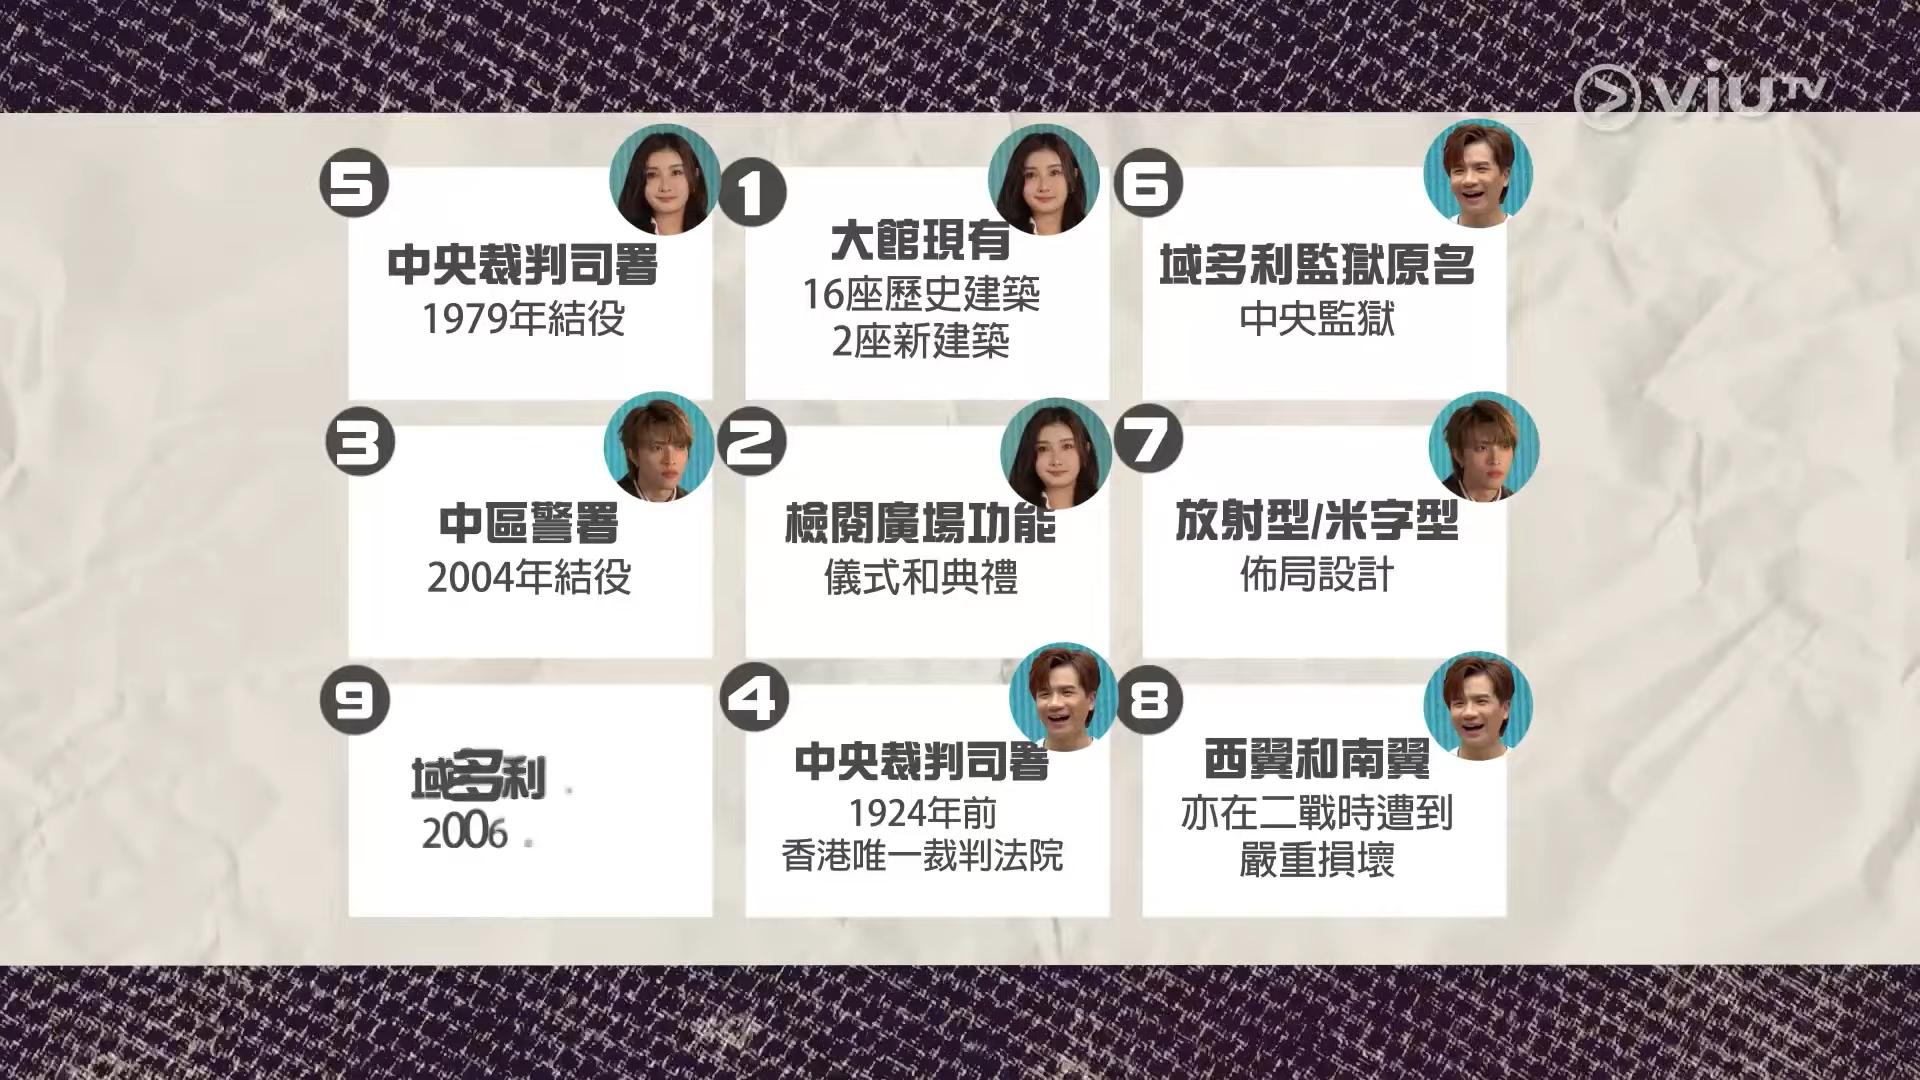 viuTV
5
中央裁判司署
1979年結役
1
大館現有
16座歷史建築
2座新建築
6
域多利監獄原名
中央監獄
3
中區警署
2004年結役
2
檢閱廣場功能
儀式和典禮
7
放射型/米字型
佈局設計
9
域多利
2006
4
中央裁判司署
1924年前
香港唯一裁判法院
8
西翼和南翼
亦在二戰時遭到
嚴重損壞